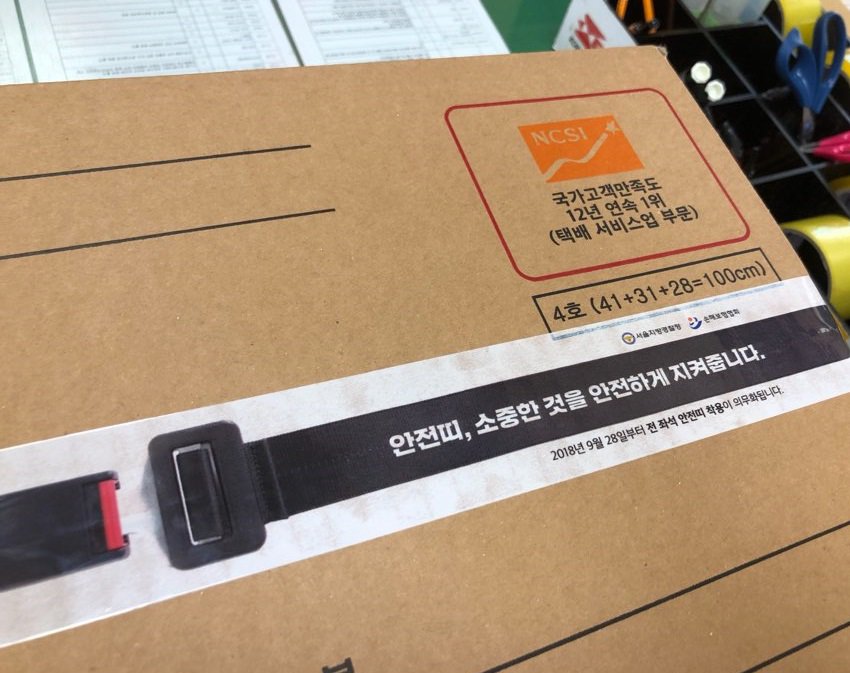 NCSI
국가고객만족도
12년 연속 1위
(택배 서비스업 부문)
4호 (41+31+28=100cm)
서울지방경찰청 손해보험협회
안전띠, 소중한 것을 안전하게 지켜줍니다.
2018년 9월 28일부터 전 좌석 안전띠 착용이 의무화됩니다.